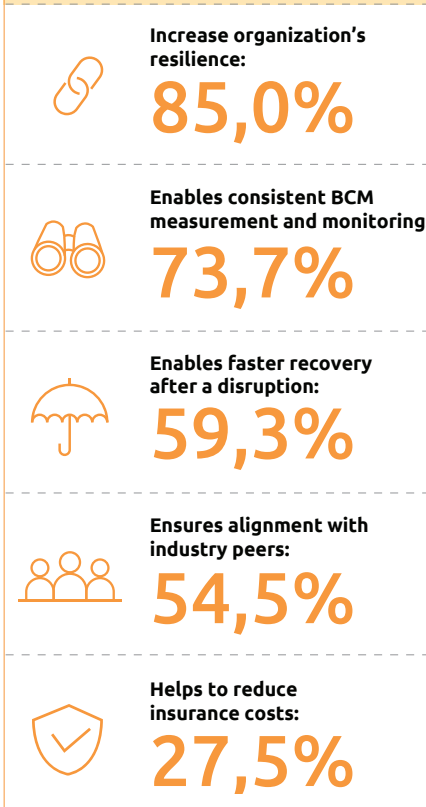 Increase organization’s
resilience:
85,0%
Enables consistent BCM
measurement and monitoring
73,7%
Enables faster recovery
after a disruption:
59,3%
Ensures alignment with
industry peers:
54,5%
Helps to reduce
insurance costs:
27,5%